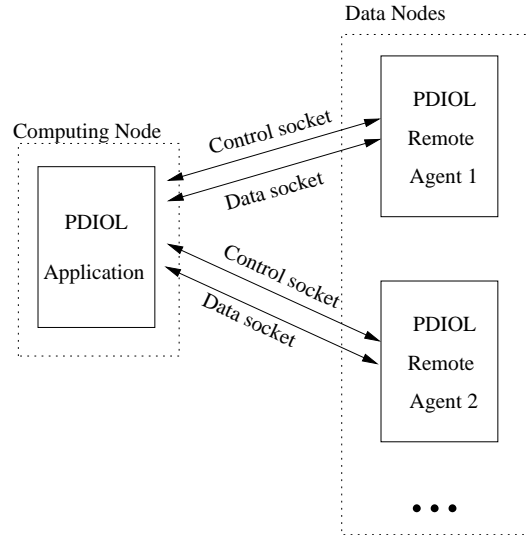 Data Nodes
PDIOL
Remote
Agent 1
Computing Node
Control socket
Data socket
PDIOL
Application
Control socket
Data socket
PDIOL
Remote
Agent 2
...